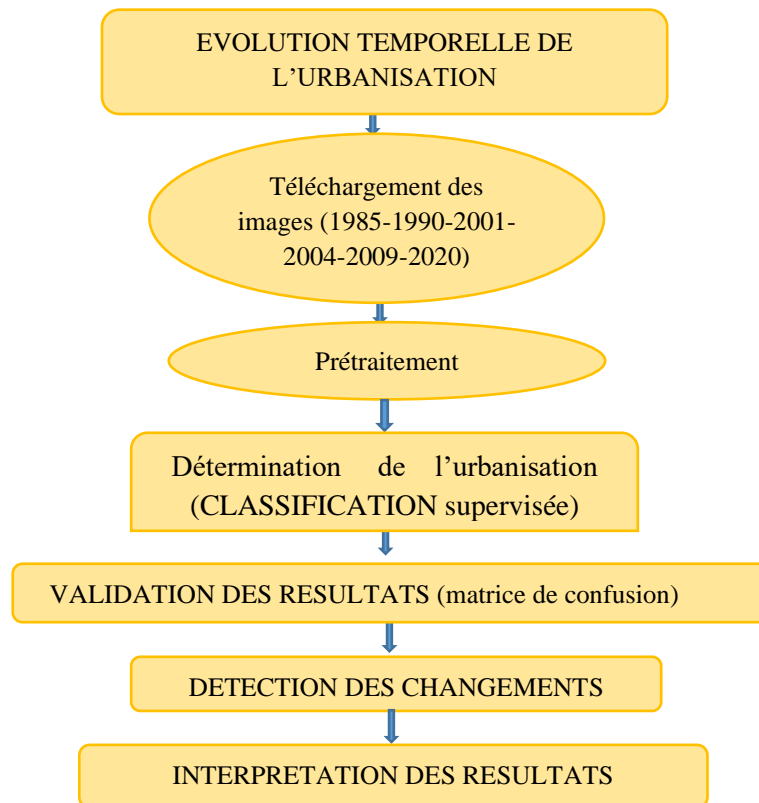 EVOLUTION TEMPORELLE DE
L’URBANISATION
Téléchargement des
images (1985-1990-2001-
2004-2009-2020)
Prétraitement
Détermination de l’urbanisation
(CLASSIFICATION supervisée)
VALIDATION DES RESULTATS (matrice de confusion)
DETECTION DES CHANGEMENTS
INTERPRETATION DES RESULTATS